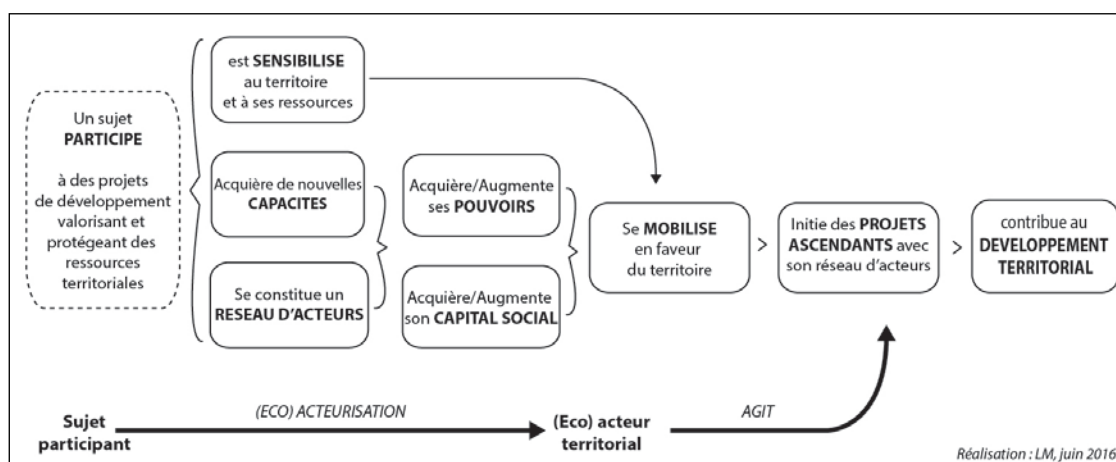 Un sujet
PARTICIPE
à des projets
de développement
valorisant et
protégeant des
ressources
territoriales
est SENSIBILISE
au territoire
et à ses ressources
Acquière de nouvelles
CAPACITES
Se constitue un
RESEAU D'ACTEURS
Acquière/Augmente
ses POUVOIRS
Acquière/Augmente
son CAPITAL SOCIAL
Se MOBILISE
en faveur
du territoire
>
Initie des PROJETS
ASCENDANTS avec
son réseau d'acteurs
>
contribue au
DEVELOPPEMENT
TERRITORIAL
Sujet
participant
(ECO) ACTEURISATION
(Eco) acteur
territorial
AGIT
Réalisation : LM, juin 2016